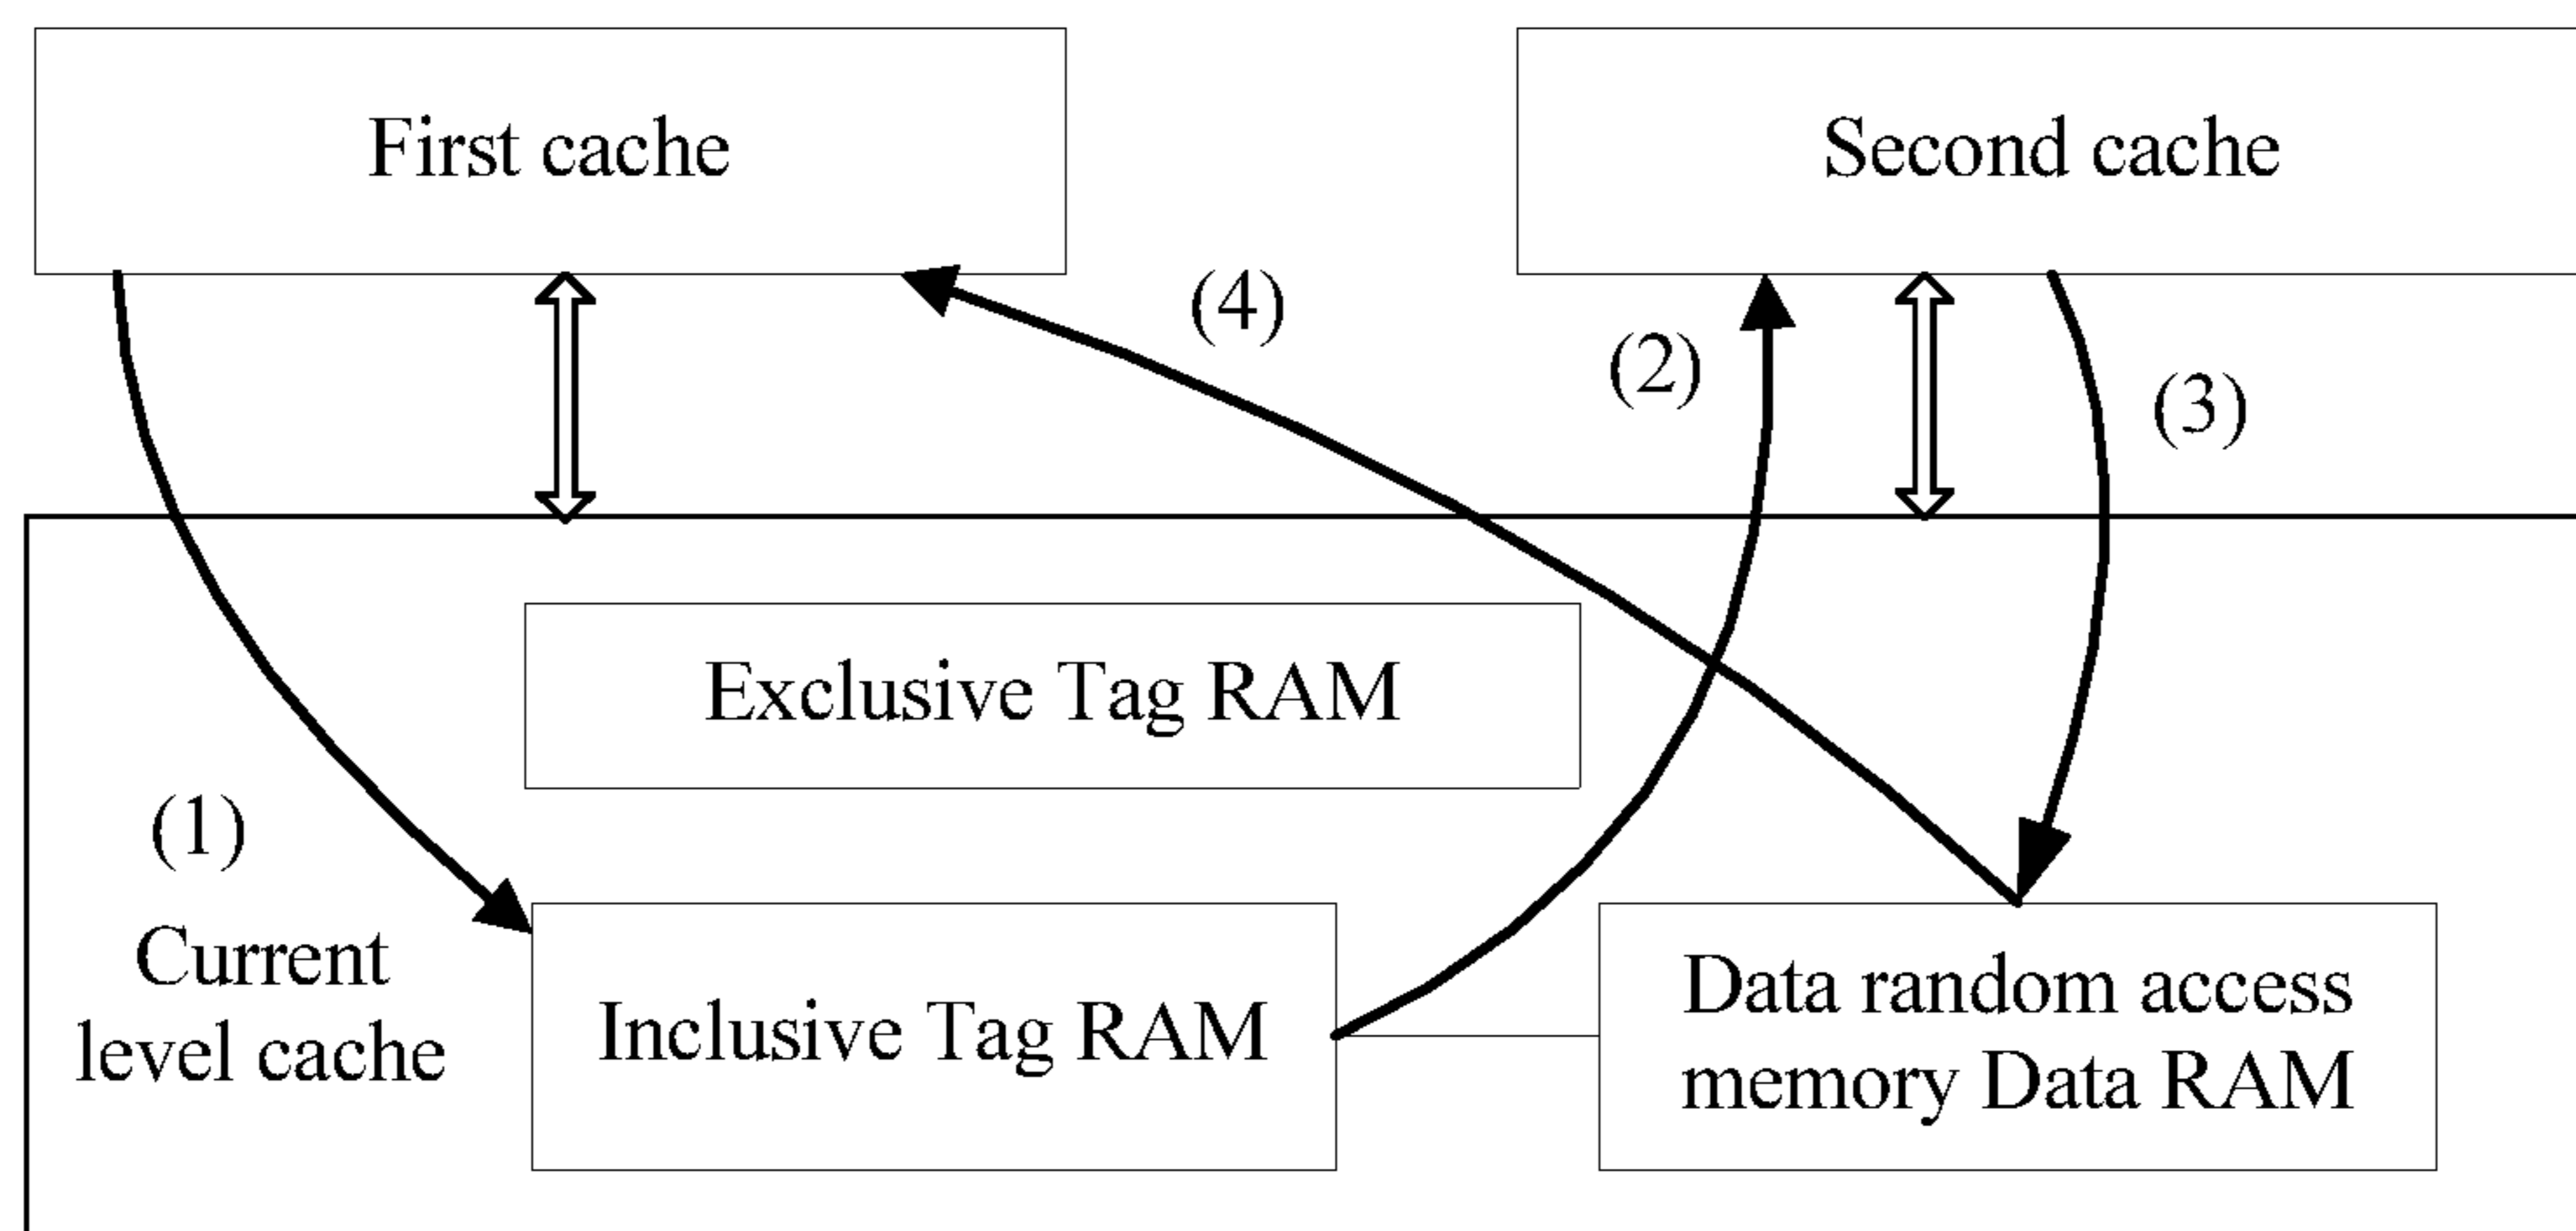 First cache
Second cache
(4)
(2)
(3)
Exclusive Tag RAM
(1)
Current
level cache
Inclusive Tag RAM
Data random access
memory Data RAM